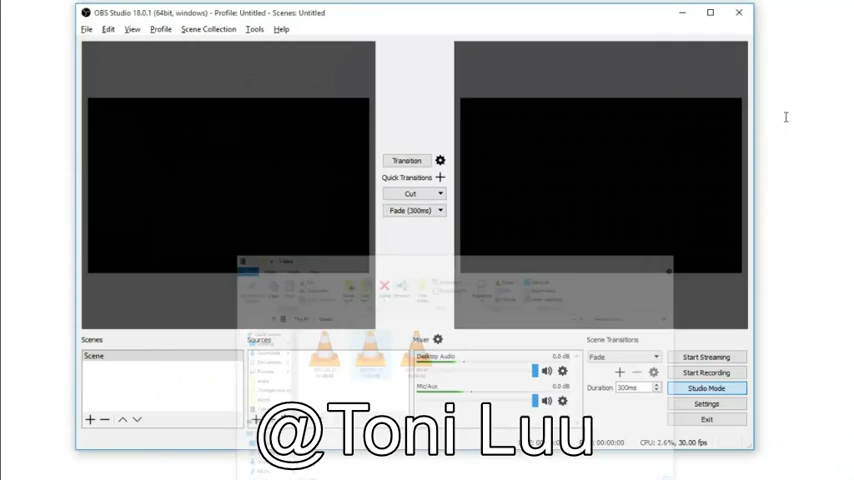 OBS Studio 18.0.1 (64bit, windows) - Profile: Untitled - Scenes: Untitled
File Edit View Profile Scene Collection Tools Help
Transition
Quick Transitions
Cut
Fade (300ms)
Scenes
Sources
Mixer
Scene Transitions
Scene
Desktop Audio
0.0 dB
Fade
Start Streaming
Start Recording
Mic/Aux
0.0 dB
Duration
300ms
Studio Mode
Settings
Exit
CPU: 2.6%, 30.00 fps
@Toni Luu